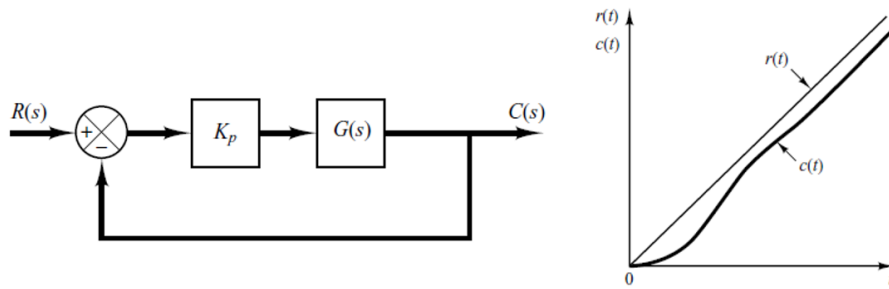 R(s)
+
−
K_p
G(s)
C(s)
r(t)
c(t)
r(t)
c(t)
0